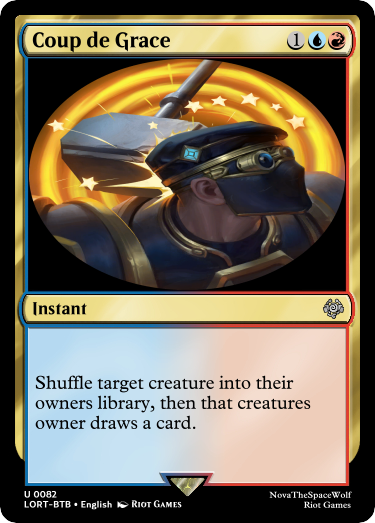 Coup de Grace 1
Instant
Shuffle target creature into their
owners library, then that creatures
owner draws a card.
U 0082
LORT-BTB • English RIOT GAMES
NovaTheSpaceWolf
Riot Games